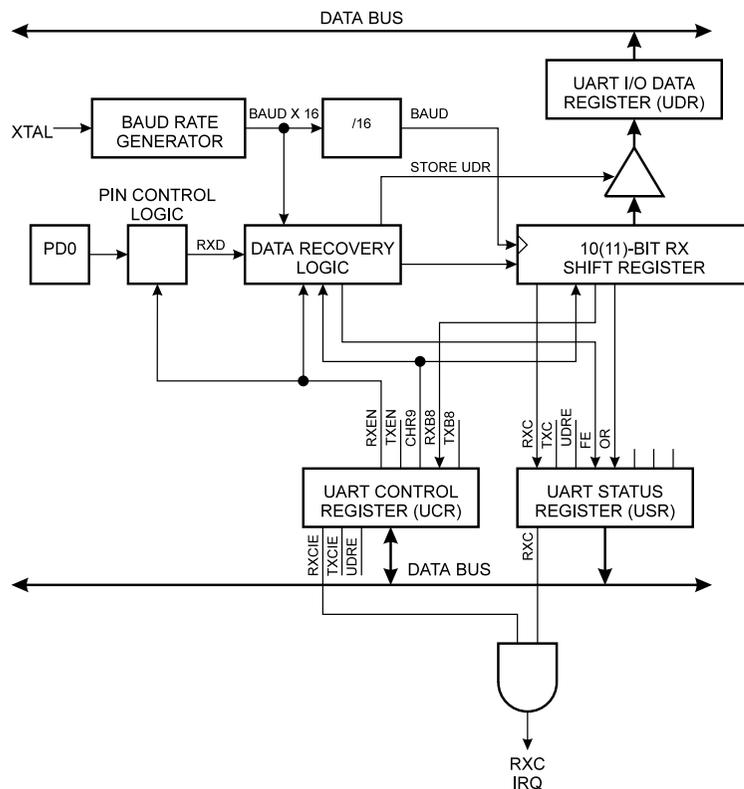 DATA BUS
UART I/O DATA
REGISTER (UDR)
XTAL
BAUD RATE
GENERATOR
BAUD X 16
/16
BAUD
STORE UDR
PIN CONTROL
LOGIC
PD0
RXD
DATA RECOVERY
LOGIC
10(11)-BIT RX
SHIFT REGISTER
RXEN
TXEN
CHR9
RXB8
TXB8
RXC
TXC
UDRE
FE
OR
UART CONTROL
REGISTER (UCR)
UART STATUS
REGISTER (USR)
RXCIE
TXCIE
UDRE
RXC
DATA BUS
RXC
IRQ